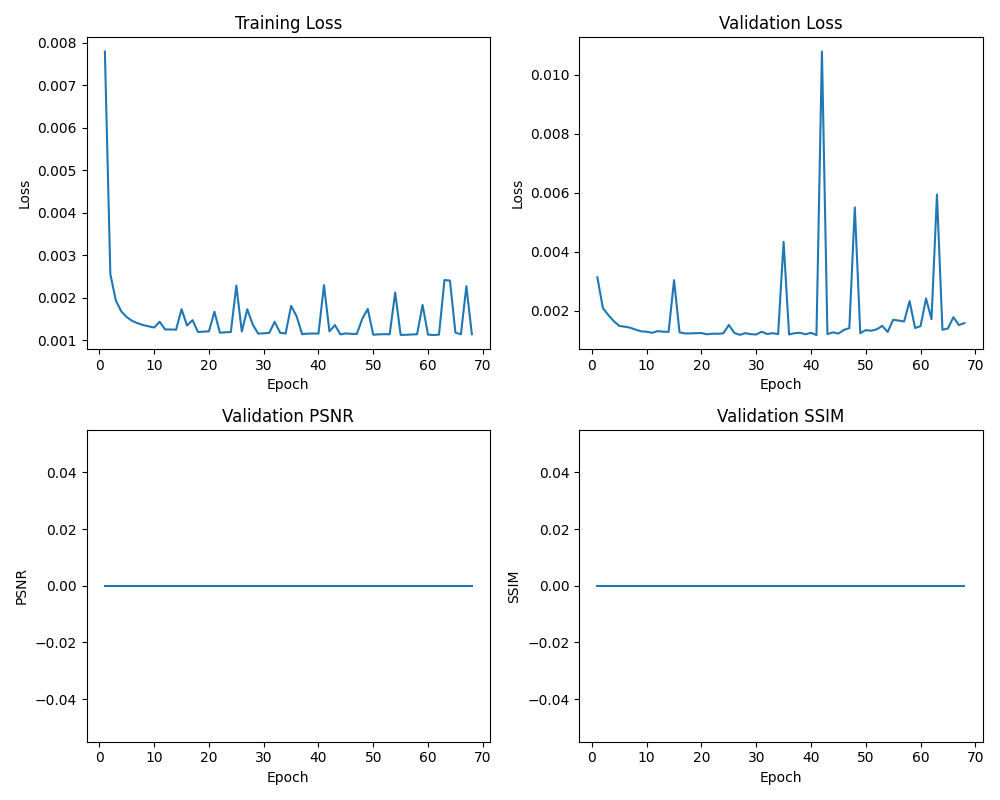 Training Loss
Loss
0.008
0.007
0.006
0.005
0.004
0.003
0.002
0.001
0 10 20 30 40 50 60 70
Epoch
Validation Loss
Loss
0.010
0.008
0.006
0.004
0.002
0 10 20 30 40 50 60 70
Epoch
Validation PSNR
PSNR
0.04
0.02
0.00
−0.02
−0.04
0 10 20 30 40 50 60 70
Epoch
Validation SSIM
SSIM
0.04
0.02
0.00
−0.02
−0.04
0 10 20 30 40 50 60 70
Epoch